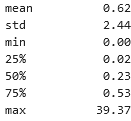 mean 0.62
std 2.44
min 0.00
25% 0.02
50% 0.23
75% 0.53
max 39.37